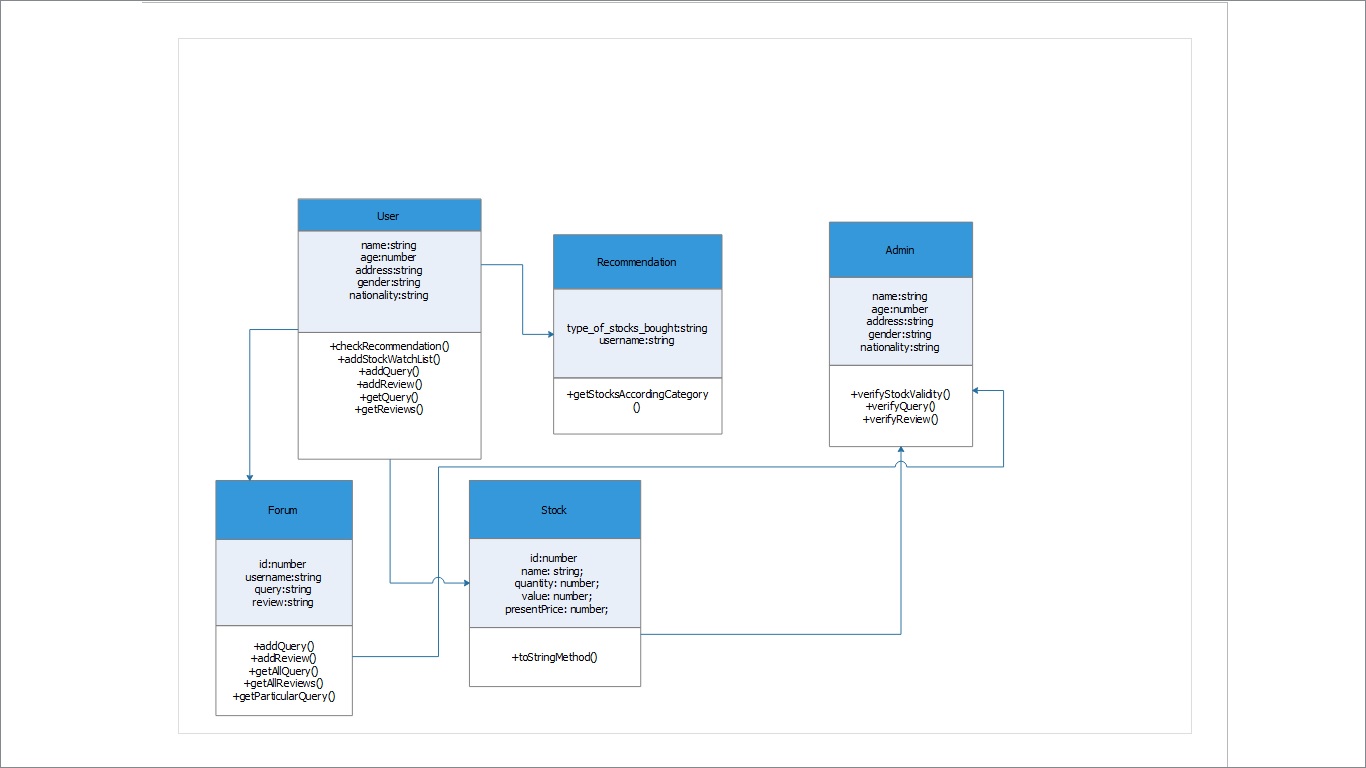 User
name:string
age:number
address:string
gender:string
nationality:string
+checkRecommendation()
+addStockWatchList()
+addQuery()
+addReview()
+getQuery()
+getReviews()
Recommendation
type_of_stocks_bought:string
username:string
+getStocksAccordingCategory
()
Admin
name:string
age:number
address:string
gender:string
nationality:string
+verifyStockValidity()
+verifyQuery()
+verifyReview()
Forum
id:number
username:string
query:string
review:string
+addQuery()
+addReview()
+getAllQuery()
+getAllReviews()
+getParticularQuery()
Stock
id:number
name: string;
quantity: number;
value: number;
presentPrice: number;
+toStringMethod()